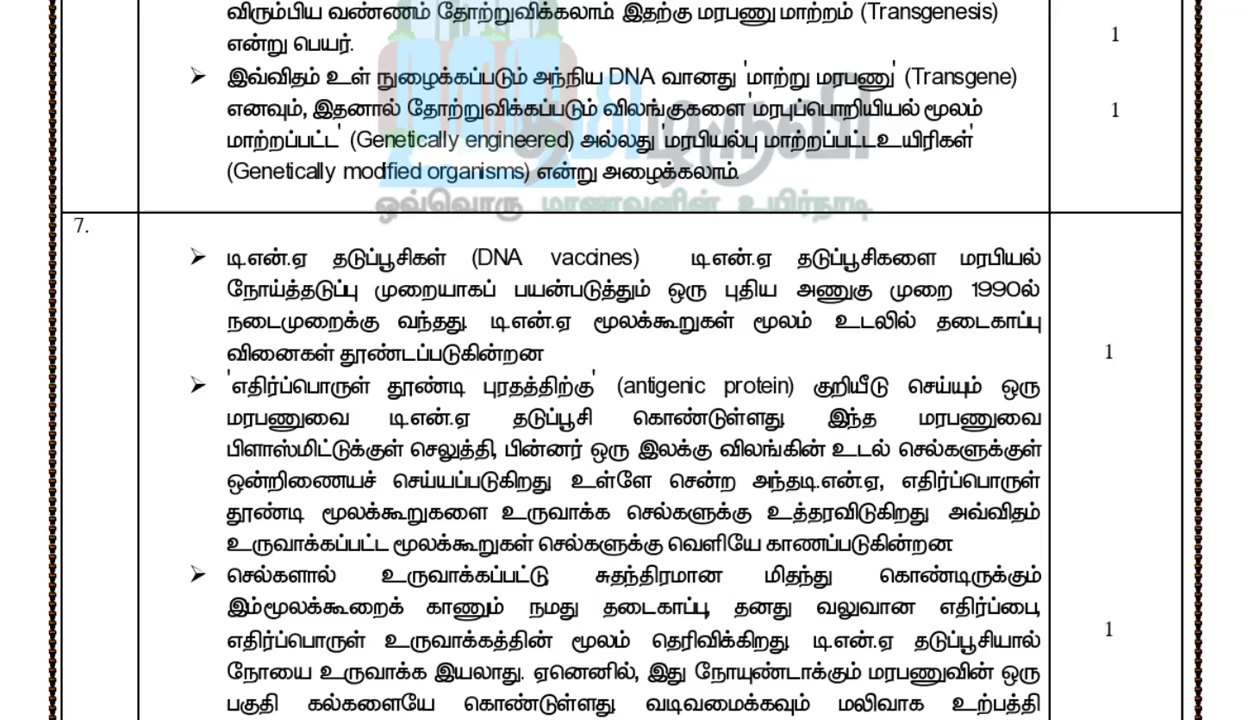 விரும்பிய வண்ணம் தோற்றுவிக்கலாம். இதற்கு மரபணு மாற்றம் (Transgenesis)
என்று பெயர்.
1
➢ இவ்விதம் உள் நுழைக்கப்படும் அந்நிய DNA வானது 'மாற்று மரபணு' (Transgene)
எனவும், இதனால் தோற்றுவிக்கப்படும் விலங்குகளை 'மரபுப்பொறியியல் மூலம்
1
மாற்றப்பட்ட' (Genetically engineered) அல்லது 'மரபியல்பு மாற்றப்பட்டஉயிரிகள்'
(Genetically modfied organisms) என்று அழைக்கலாம்.
ஒவ்வொரு மாணவனின் உயிர்நாடி
7.
➢ டி.என்.ஏ தடுப்பூசிகள் (DNA vaccines) டி.என்.ஏ தடுப்பூசிகளை மரபியல்
நோய்த்தடுப்பு முறையாகப் பயன்படுத்தும் ஒரு புதிய அணுகு முறை 1990ல்
நடைமுறைக்கு வந்தது. டி.என்.ஏ மூலக்கூறுகள் மூலம் உடலில் தடைகாப்பு
வினைகள் தூண்டப்படுகின்றன
1
➢ 'எதிர்ப்பொருள் தூண்டி புரதத்திற்கு' (antigenic protein) குறியீடு செய்யும் ஒரு
மரபணுவை டி.என்.ஏ தடுப்பூசி கொண்டுள்ளது. இந்த மரபணுவை
பிளாஸ்மிட்டுக்குள் செலுத்தி, பின்னர் ஒரு இலக்கு விலங்கின் உடல் செல்களுக்குள்
ஒன்றிணையச் செய்யப்படுகிறது. உள்ளே சென்ற அந்தடி.என்.ஏ, எதிர்ப்பொருள்
தூண்டி மூலக்கூறுகளை உருவாக்க செல்களுக்கு உத்தரவிடுகிறது. அவ்விதம்
உருவாக்கப்பட்ட மூலக்கூறுகள் செல்களுக்கு வெளியே காணப்படுகின்றன.
➢ செல்களால் உருவாக்கப்பட்டு, சுதந்திரமான மிதந்து கொண்டிருக்கும்
இம்மூலக்கூறைக் காணும் நமது தடைகாப்பு, தனது வலுவான எதிர்ப்பை,
எதிர்ப்பொருள் உருவாக்கத்தின் மூலம் தெரிவிக்கிறது. டி.என்.ஏ தடுப்பூசியால்
1
நோயை உருவாக்க இயலாது. ஏனெனில், இது நோயுண்டாக்கும் மரபணுவின் ஒரு
பகுதி கல்களையே கொண்டுள்ளது. வடிவமைக்கவும் மலிவாக உற்பத்தி